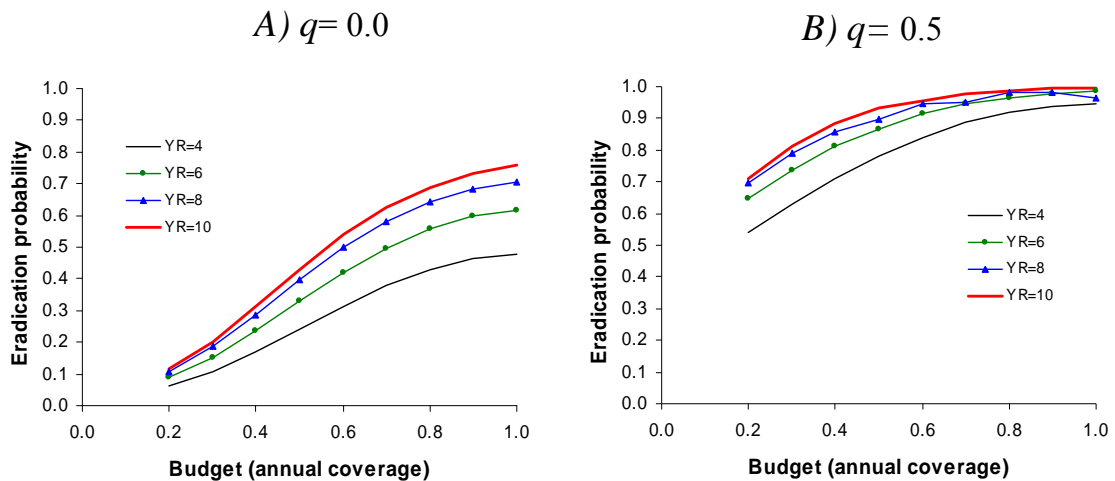 A) q= 0.0
1.0
0.9
0.8
0.7
0.6
0.5
0.4
0.3
0.2
0.1
0.0
Eradication probability
YR=4
YR=6
YR=8
YR=10
0.0 0.2 0.4 0.6 0.8 1.0
Budget (annual coverage)
B) q= 0.5
1.0
0.9
0.8
0.7
0.6
0.5
0.4
0.3
0.2
0.1
0.0
Eradication probability
YR=4
YR=6
YR=8
YR=10
0.0 0.2 0.4 0.6 0.8 1.0
Budget (annual coverage)